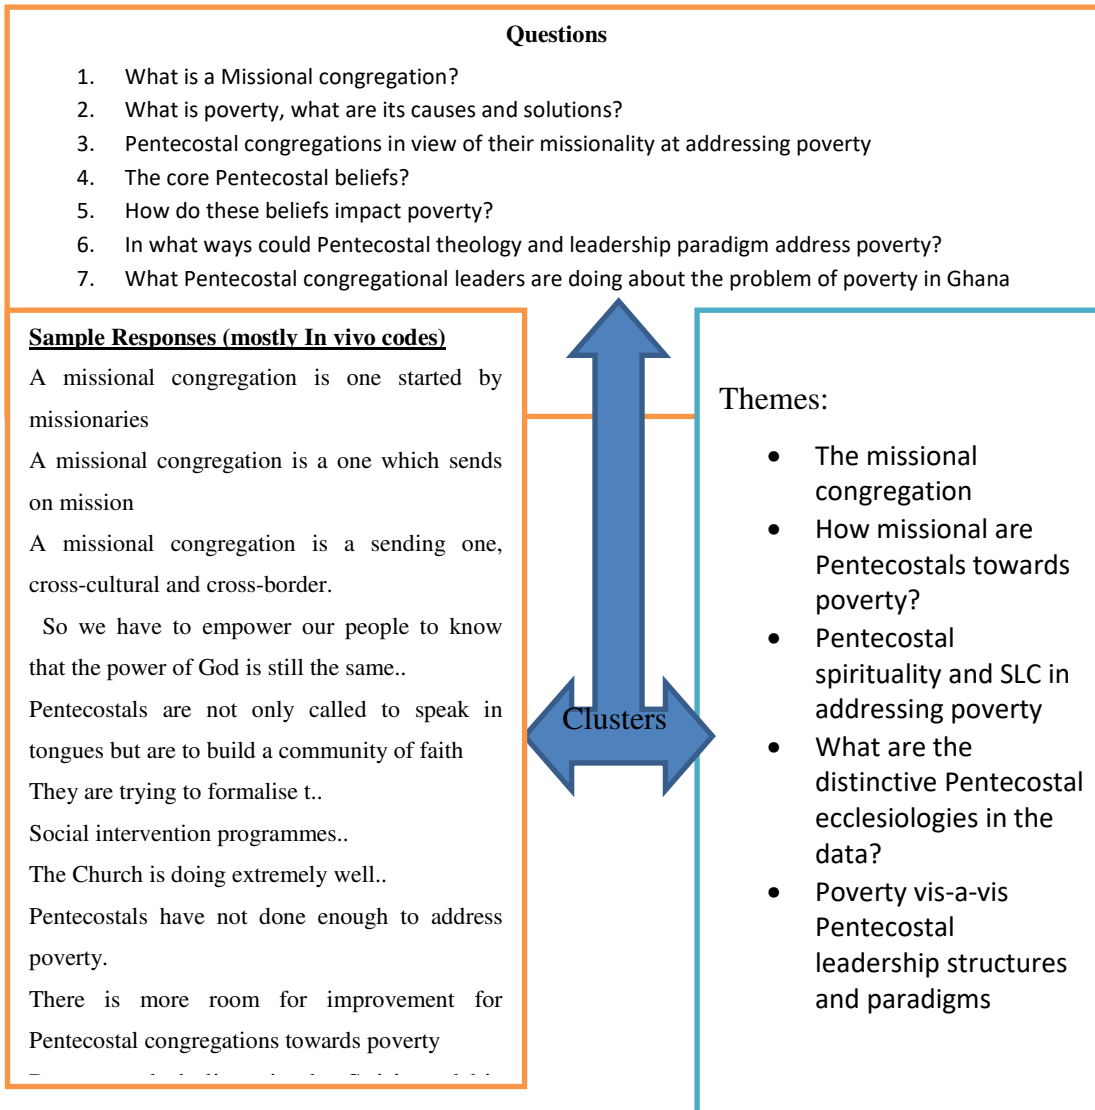 Questions
1. What is a Missional congregation?
2. What is poverty, what are its causes and solutions?
3. Pentecostal congregations in view of their missionality at addressing poverty
4. The core Pentecostal beliefs?
5. How do these beliefs impact poverty?
6. In what ways could Pentecostal theology and leadership paradigm address poverty?
7. What Pentecostal congregational leaders are doing about the problem of poverty in Ghana
Sample Responses (mostly In vivo codes)
A missional congregation is one started by
missionaries
A missional congregation is a one which sends
on mission
A missional congregation is a sending one,
cross-cultural and cross-border.
So we have to empower our people to know
that the power of God is still the same..
Pentecostals are not only called to speak in
tongues but are to build a community of faith
They are trying to formalise t..
Social intervention programmes..
The Church is doing extremely well..
Pentecostals have not done enough to address
poverty.
There is more room for improvement for
Pentecostal congregations towards poverty
Clusters
Themes:
• The missional
congregation
• How missional are
Pentecostals towards
poverty?
• Pentecostal
spirituality and SLC in
addressing poverty
• What are the
distinctive Pentecostal
ecclesiologies in the
data?
• Poverty vis-a-vis
Pentecostal
leadership structures
and paradigms